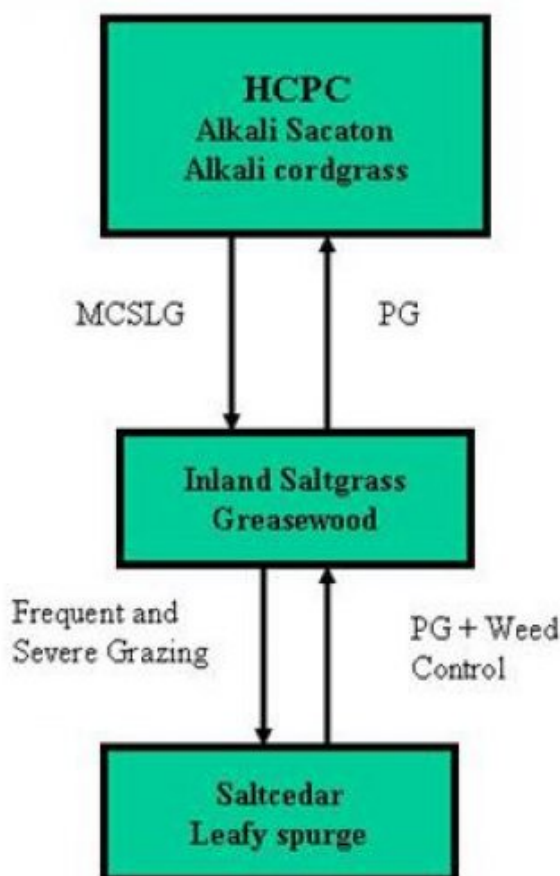 HCPC
Alkali Sacaton
Alkali cordgrass
MCSLG
PG
Inland Saltgrass
Greasewood
Frequent and
Severe Grazing
PG + Weed
Control
Saltcedar
Leafy spurge